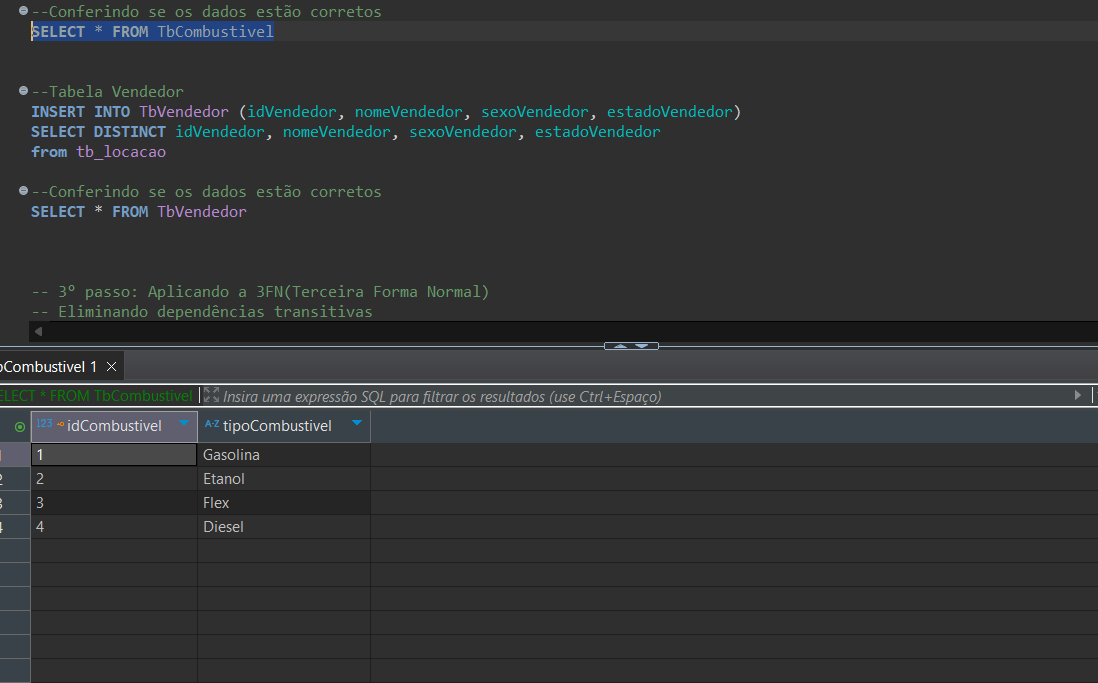 --Conferindo se os dados estão corretos
SELECT * FROM TbCombustivel
--Tabela Vendedor
INSERT INTO TbVendedor (idVendedor, nomeVendedor, sexoVendedor, estadoVendedor)
SELECT DISTINCT idVendedor, nomeVendedor, sexoVendedor, estadoVendedor
from tb_locacao
--Conferindo se os dados estão corretos
SELECT * FROM TbVendedor
-- 3º passo: Aplicando a 3FN(Terceira Forma Normal)
-- Eliminando dependências transitivas
bCombustivel 1
ELECT * FROM TbCombustivel Insira uma expressão SQL para filtrar os resultados (use Ctrl+Espaço)
123 idCombustivel A-Z tipoCombustivel
1 1 Gasolina
2 2 Etanol
3 3 Flex
4 4 Diesel